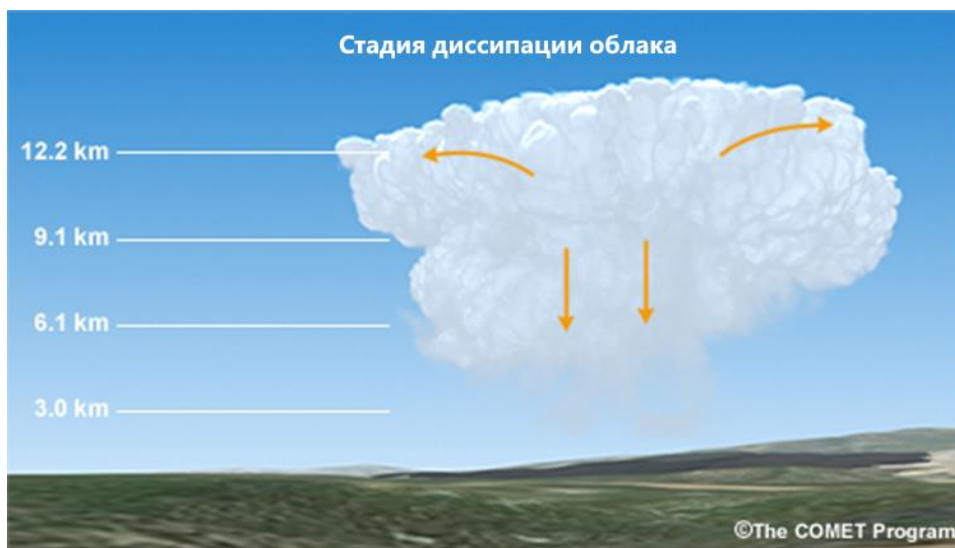 Стадия диссипации облака
12.2 km
9.1 km
6.1 km
3.0 km
©The COMET Program